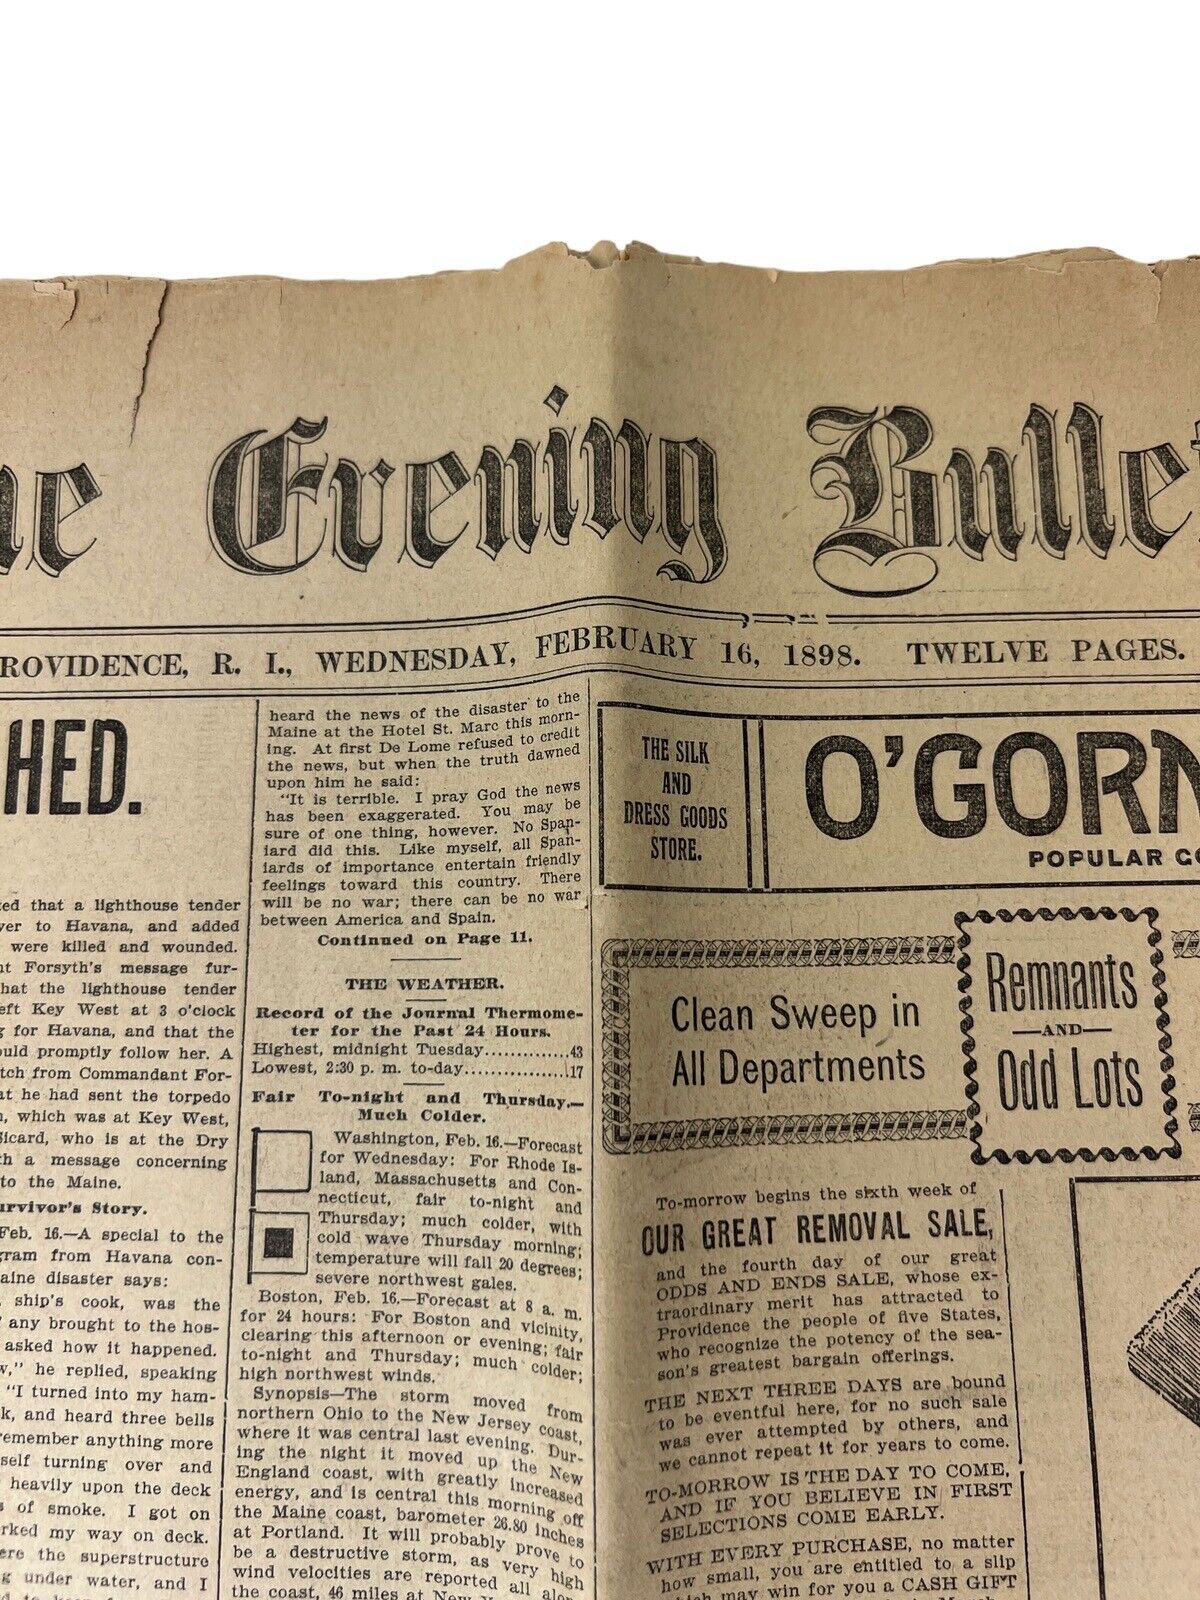 Evening
PROVIDENCE, R. I., WEDNESDAY, FEBRUARY 16, 1898. TWELVE PAGES.
that a lighthouse tender
to Havana, and added
were killed and wounded.
Forsyth's message fur-
that the lighthouse tender
Key West at 3 o'clock
for Havana, and that the
promptly follow her. A
from Commandant For-
he had sent the torpedo
which was at Key West,
Sicard, who is at the Dry
a message concerning
to the Maine.
Survivor's Story.
Feb. 16.—A special to the
from Havana con-
disaster says:
ship's cook, was the
any brought to the hos-
asked how it happened.
he replied, speaking
"I turned into my ham-
and heard three bells
remember anything more
turning over and
heavily upon the deck
of smoke. I got on
my way on deck.
the superstructure
under water, and I
heard the news of the disaster to the
Maine at the Hotel St. Marc this morn-
ing. At first De Lome refused to credit
the news, but when the truth dawned
upon him he said:
"It is terrible. I pray God the news
has been exaggerated. You may be
sure of one thing, however. No Span-
iard did this. Like myself, all Span-
iards of importance entertain friendly
feelings toward this country. There
will be no war; there can be no war
between America and Spain.
Continued on Page 11.
THE WEATHER.
Record of the Journal Thermome-
ter for the Past 24 Hours.
Highest, midnight Tuesday..............43
Lowest, 2:30 p. m. to-day................17
Fair To-night and Thursday.—
Much Colder.
Washington, Feb. 16.—Forecast
for Wednesday: For Rhode Is-
land, Massachusetts and Con-
necticut, fair to-night and
Thursday; much colder, with
cold wave Thursday morning;
temperature will fall 20 degrees;
severe northwest gales.
Boston, Feb. 16.—Forecast at 8 a. m.
for 24 hours: For Boston and vicinity,
clearing this afternoon or evening; fair
to-night and Thursday; much colder;
high northwest winds.
Synopsis—The storm moved from
northern Ohio to the New Jersey coast,
where it was central last evening. Dur-
ing the night it moved up the New
England coast, with greatly increased
energy, and is central this morning off
the Maine coast, barometer 26.80 inches
at Portland. It will probably prove to
be a destructive storm, as very high
wind velocities are reported all along
the coast, 46 miles at New
THE SILK
AND
DRESS GOODS
STORE.
O'GORM
POPULAR
Clean Sweep in
All Departments
Remnants
—AND—
Odd Lots
To-morrow begins the sixth week of
OUR GREAT REMOVAL SALE,
and the fourth day of our great
ODDS AND ENDS SALE, whose ex-
traordinary merit has attracted to
Providence the people of five States,
who recognize the potency of the sea-
son's greatest bargain offerings.
THE NEXT THREE DAYS are bound
to be eventful here, for no such sale
was ever attempted by others, and
we cannot repeat it for years to come.
TO-MORROW IS THE DAY TO COME,
AND IF YOU BELIEVE IN FIRST
SELECTIONS COME EARLY.
WITH EVERY PURCHASE, no matter
how small, you are entitled to a slip
which may win for you a CASH GIFT